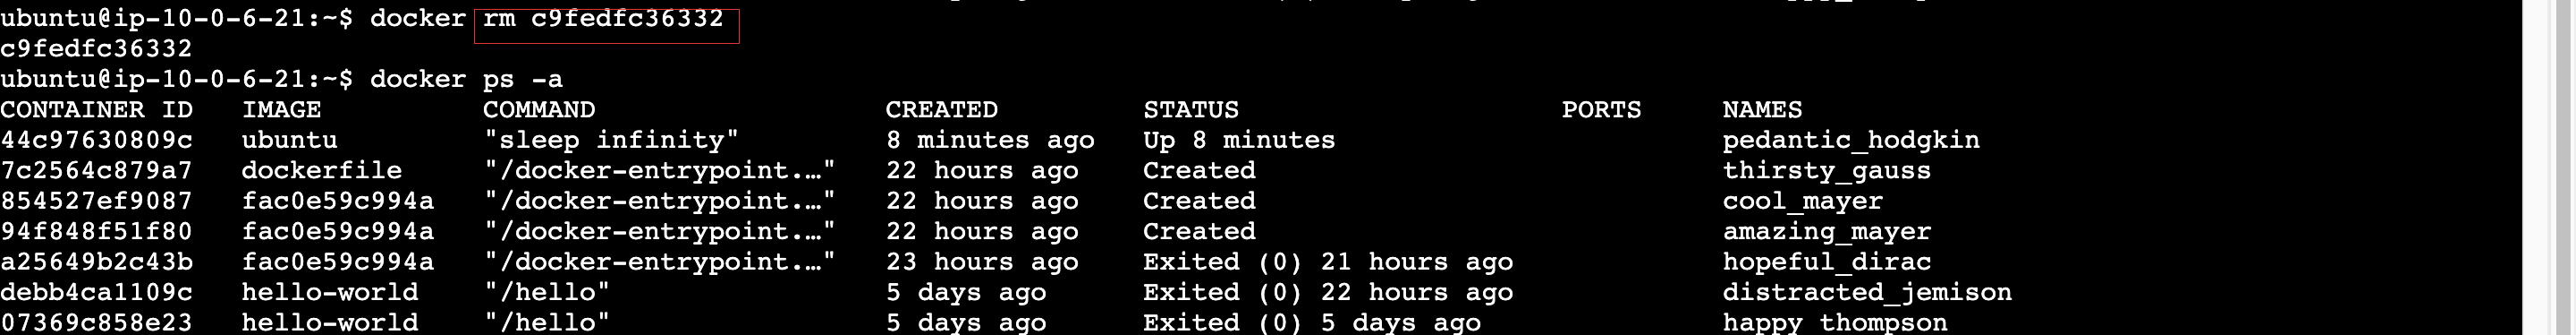 ubuntu@ip-10-0-6-21:~$ docker rm c9fedfc36332
c9fedfc36332
ubuntu@ip-10-0-6-21:~$ docker ps -a
CONTAINER ID   IMAGE          COMMAND                  CREATED         STATUS                    PORTS     NAMES
44c97630809c   ubuntu         "sleep infinity"         8 minutes ago   Up 8 minutes                        pedantic_hodgkin
7c2564c879a7   dockerfile     "/docker-entrypoint.…"   22 hours ago    Created                             thirsty_gauss
854527ef9087   fac0e59c994a   "/docker-entrypoint.…"   22 hours ago    Created                             cool_mayer
94f848f51f80   fac0e59c994a   "/docker-entrypoint.…"   22 hours ago    Created                             amazing_mayer
a25649b2c43b   fac0e59c994a   "/docker-entrypoint.…"   23 hours ago    Exited (0) 21 hours ago             hopeful_dirac
debb4ca1109c   hello-world    "/hello"                 5 days ago      Exited (0) 22 hours ago             distracted_jemison
07369c858e23   hello-world    "/hello"                 5 days ago      Exited (0) 5 days ago               happy_thompson